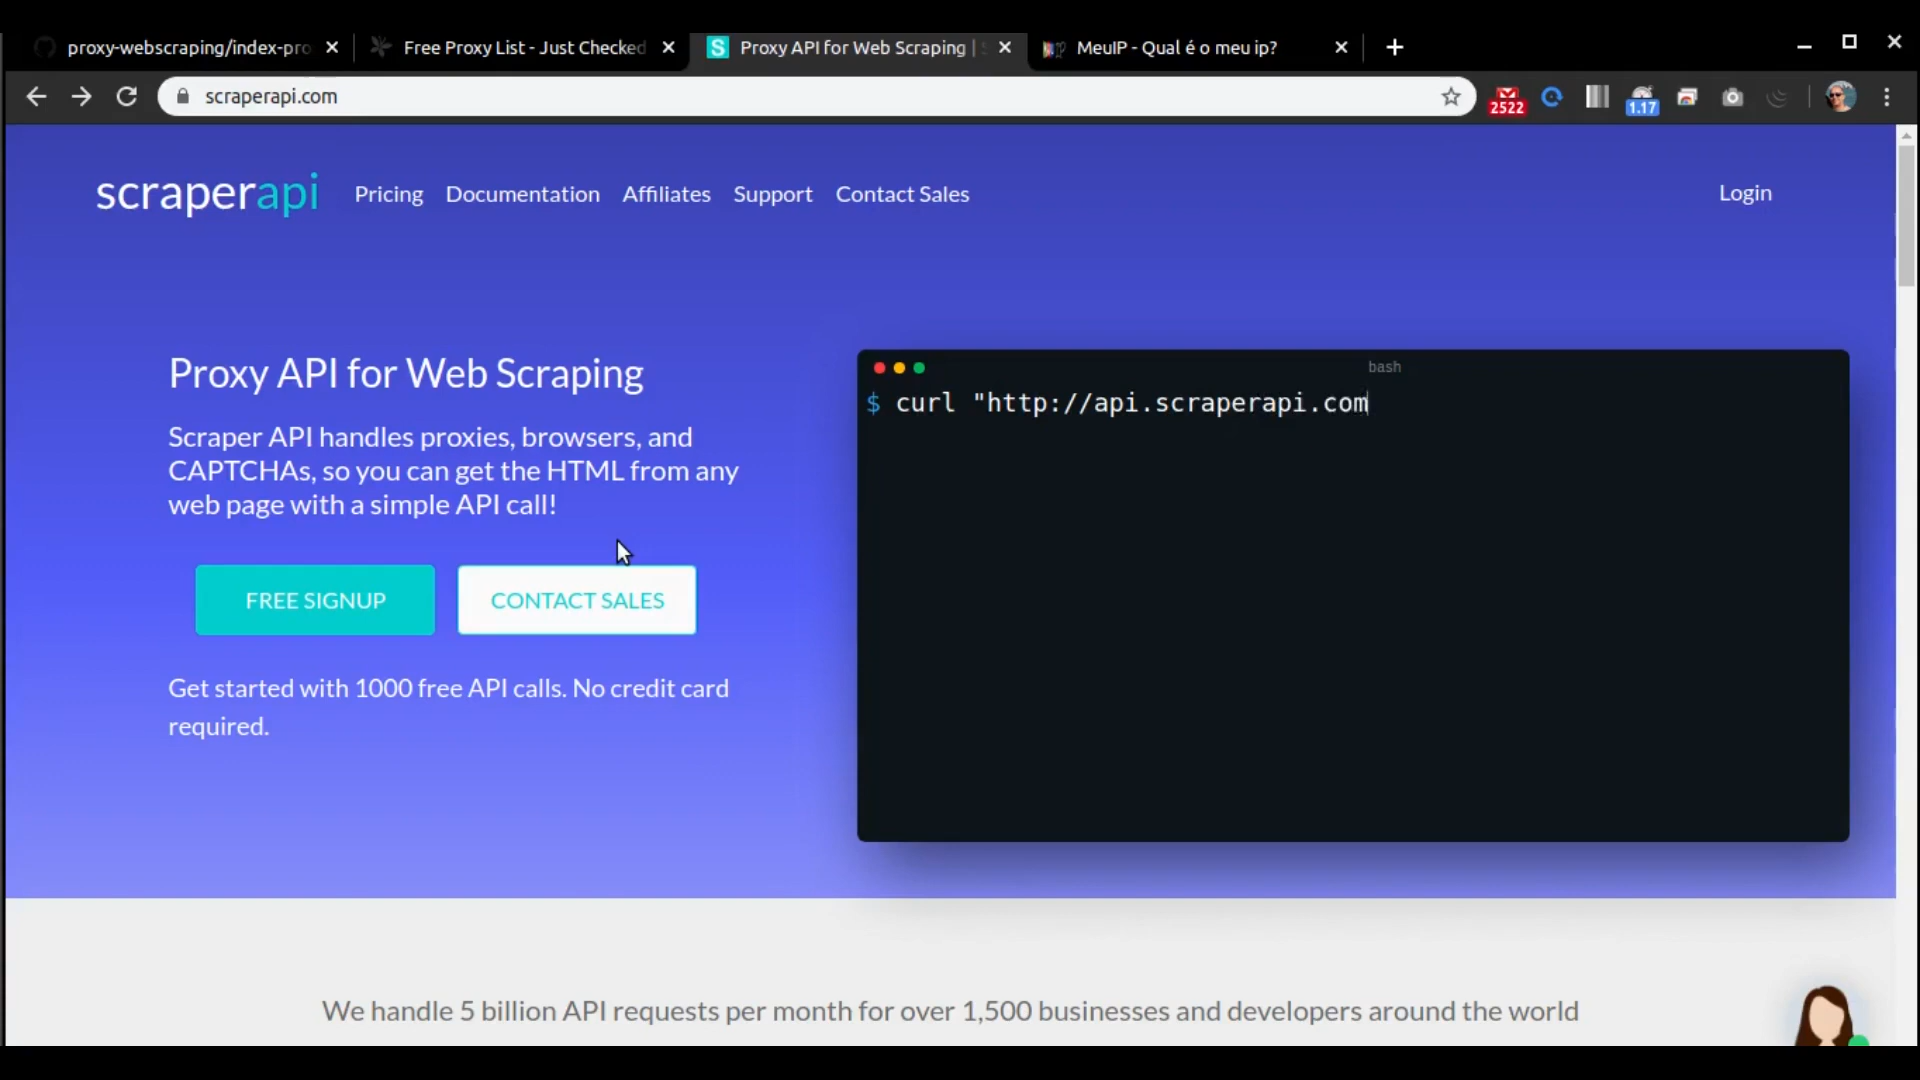 proxy-webscraping/index-pro
Free Proxy List - Just Checked
Proxy API for Web Scraping |
MeuIP - Qual é o meu ip?
scraperapi.com
2522
1.17
scraperapi
Pricing
Documentation
Affiliates
Support
Contact Sales
Login
Proxy API for Web Scraping
Scraper API handles proxies, browsers, and
CAPTCHAs, so you can get the HTML from any
web page with a simple API call!
FREE SIGNUP
CONTACT SALES
Get started with 1000 free API calls. No credit card
required.
bash
$ curl "http://api.scraperapi.com
We handle 5 billion API requests per month for over 1,500 businesses and developers around the world